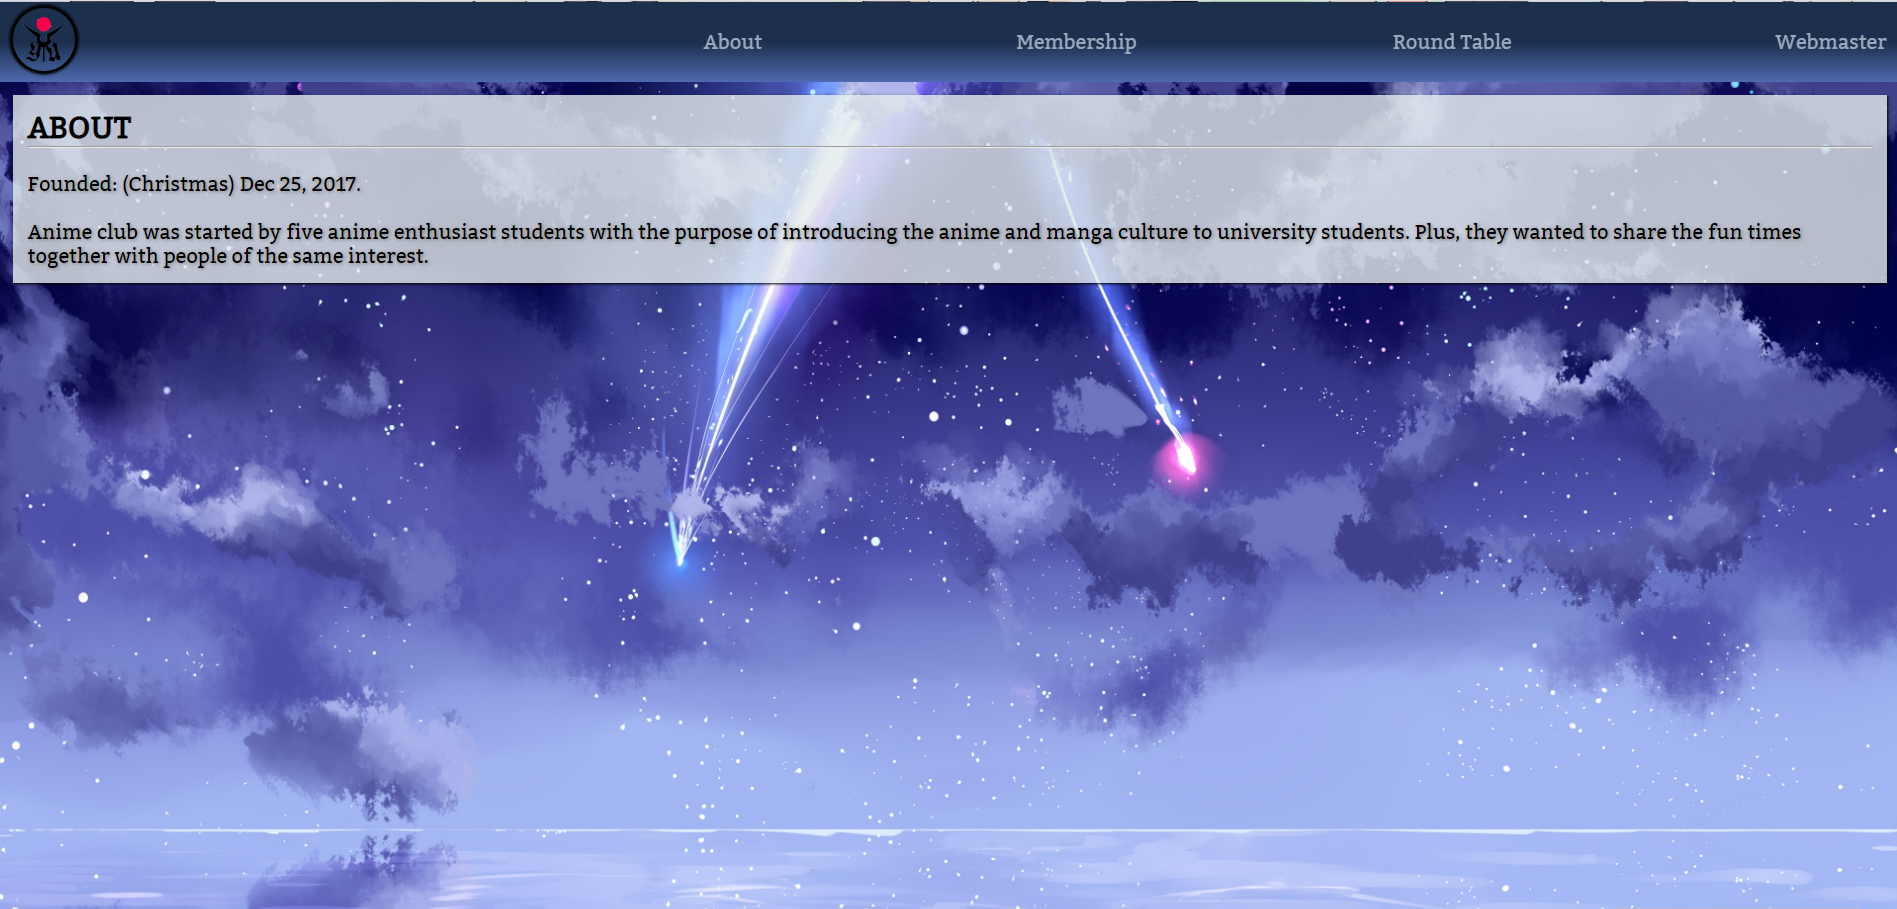 About Membership Round Table Webmaster
ABOUT
Founded: (Christmas) Dec 25, 2017.
Anime club was started by five anime enthusiast students with the purpose of introducing the anime and manga culture to university students. Plus, they wanted to share the fun times
together with people of the same interest.